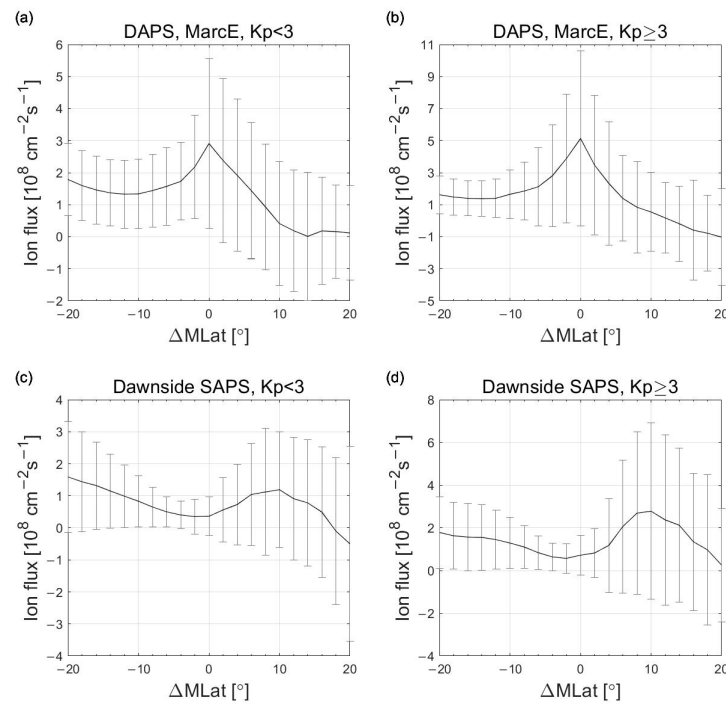 (a)
DAPS, MarcE, Kp<3
6
5
4
3
2
1
0
−1
−2
Ion flux [10⁸ cm⁻²s⁻¹]
−20 −10 0 10 20
ΔMLat [°]
(b)
DAPS, MarcE, Kp≥3
11
9
7
5
3
1
−1
−3
−5
Ion flux [10⁸ cm⁻²s⁻¹]
−20 −10 0 10 20
ΔMLat [°]
(c)
Dawnside SAPS, Kp<3
4
3
2
1
0
−1
−2
−3
−4
Ion flux [10⁸ cm⁻²s⁻¹]
−20 −10 0 10 20
ΔMLat [°]
(d)
Dawnside SAPS, Kp≥3
8
6
4
2
0
−2
−4
Ion flux [10⁸ cm⁻²s⁻¹]
−20 −10 0 10 20
ΔMLat [°]